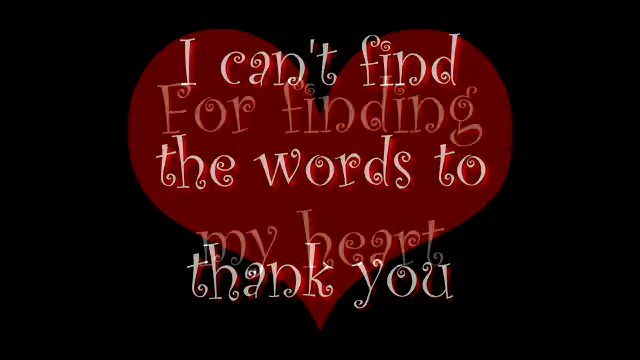 I can't find
For finding
the words to
my heart
thank you